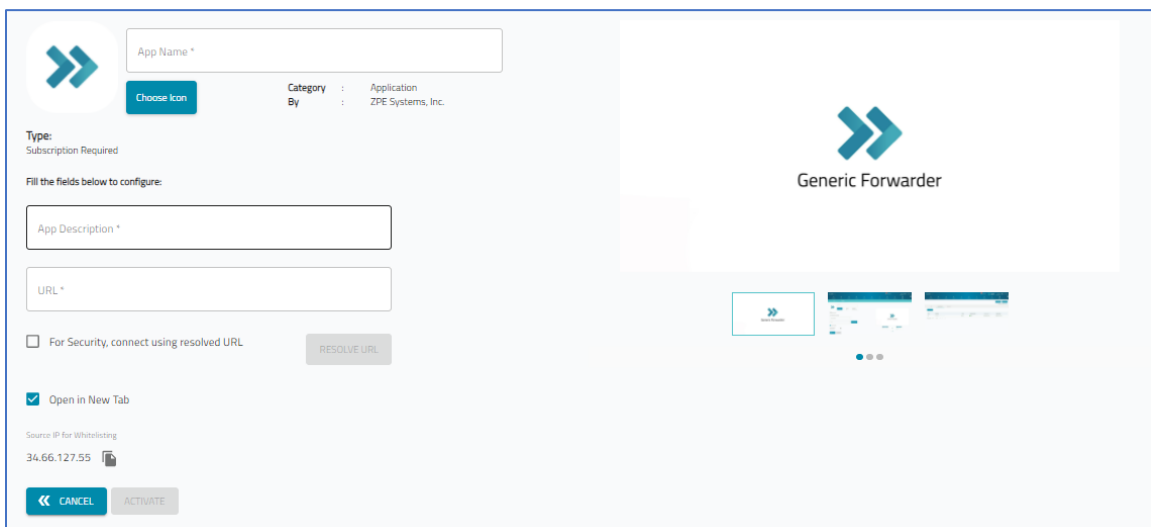 App Name *
Choose Icon
Category : Application
By : ZPE Systems, Inc.
Type:
Subscription Required
Fill the fields below to configure:
App Description *
URL *
For Security, connect using resolved URL
RESOLVE URL
Open in New Tab
Source IP for Whitelisting
34.66.127.55
CANCEL
ACTIVATE
Generic Forwarder
Generic Forwarder